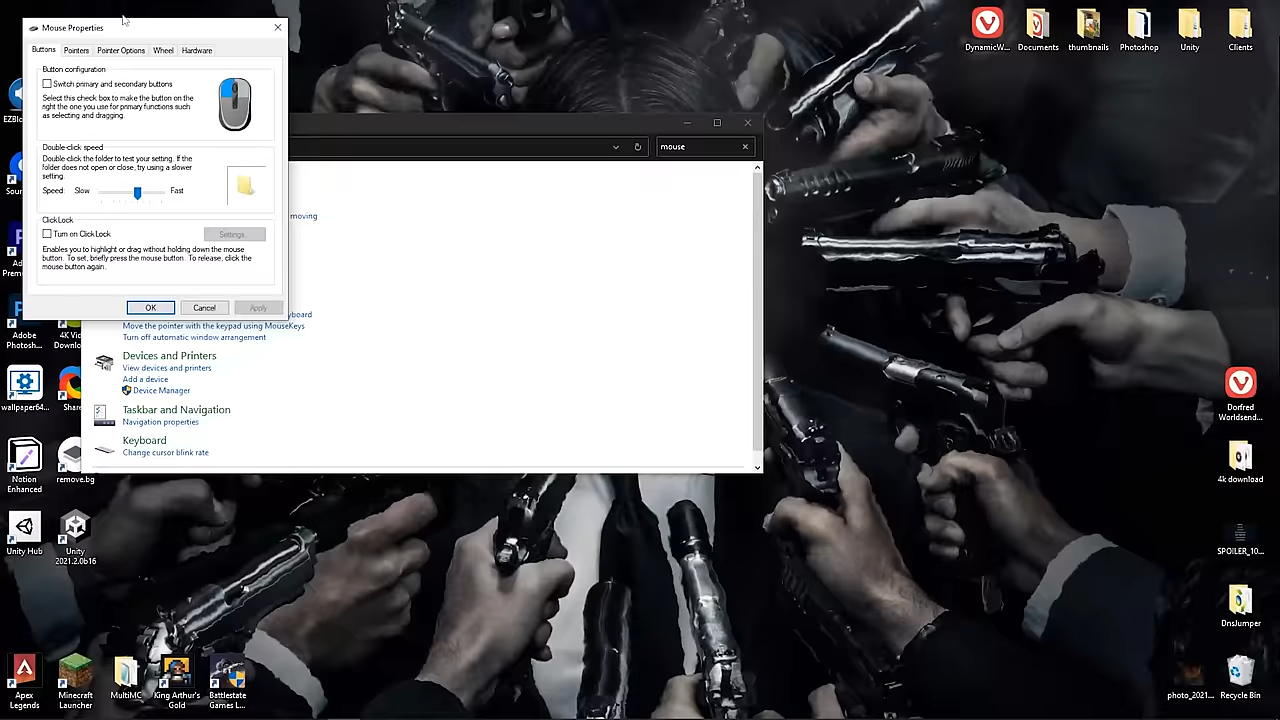 Mouse Properties
Buttons
Pointers
Pointer Options
Wheel
Hardware
Button configuration
Switch primary and secondary buttons
Select this check box to make the button on the
right the one you use for primary functions such
as selecting and dragging.
Double-click speed
Double-click the folder to test your setting. If the
folder does not open or close, try using a slower
setting.
Speed: Slow Fast
ClickLock
Turn on ClickLock
Settings...
Enables you to highlight or drag without holding down the mouse
button. To set, briefly press the mouse button. To release, click the
mouse button again.
OK
Cancel
Apply
mouse
moving
Move the pointer with the keypad using MouseKeys
Turn off automatic window arrangement
Devices and Printers
View devices and printers
Add a device
Device Manager
Taskbar and Navigation
Navigation properties
Keyboard
Change cursor blink rate
DynamicW...
Documents
thumbnails
Photoshop
Unity
Clients
Adobe
Photosh...
wallpaper64...
Notion
Enhanced
remove.bg
Unity Hub
Unity
2021.2.0b16
Apex
Legends
Minecraft
Launcher
MultiMC
King Arthur's
Gold
Battlestate
Games L...
Dorfred
Worldsend...
4k download
SPOILER_10...
DnsJumper
photo_2021...
Recycle Bin